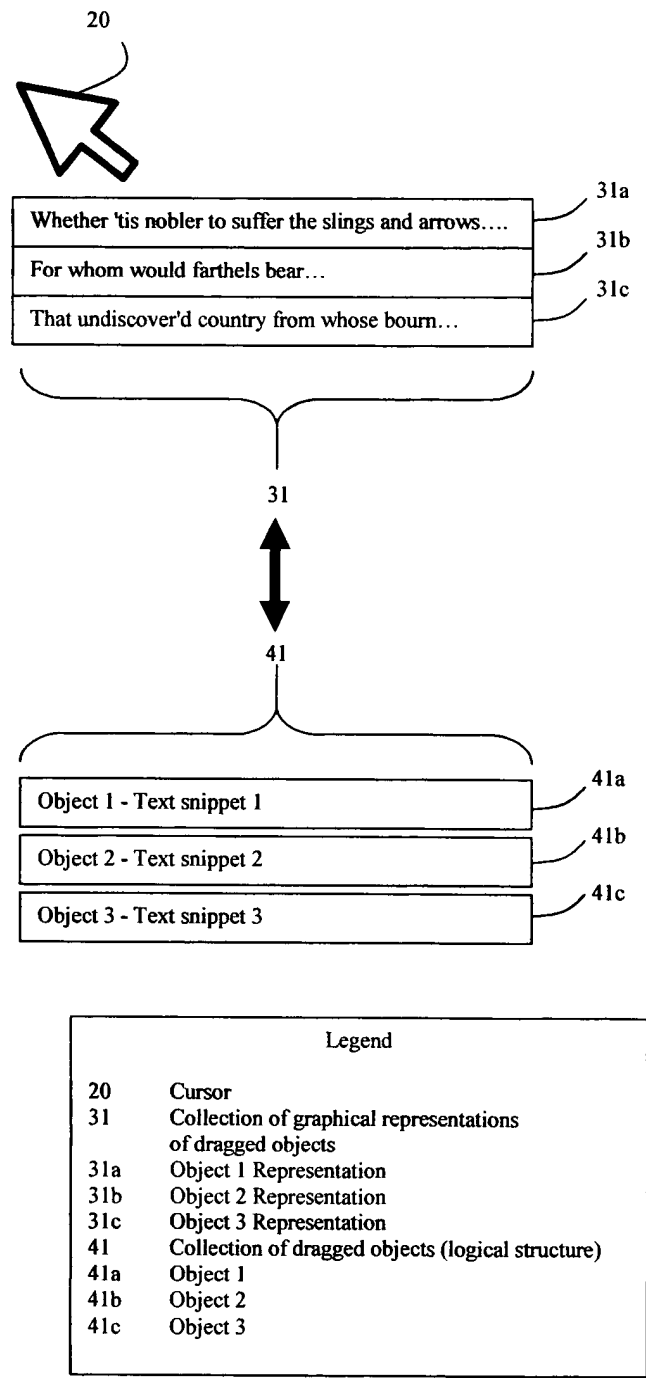 20
Whether 'tis nobler to suffer the slings and arrows….
31a
For whom would farthels bear…
31b
That undiscover'd country from whose bourn…
31c
31
41
Object 1 - Text snippet 1
41a
Object 2 - Text snippet 2
41b
Object 3 - Text snippet 3
41c
Legend
20 Cursor
31 Collection of graphical representations
of dragged objects
31a Object 1 Representation
31b Object 2 Representation
31c Object 3 Representation
41 Collection of dragged objects (logical structure)
41a Object 1
41b Object 2
41c Object 3